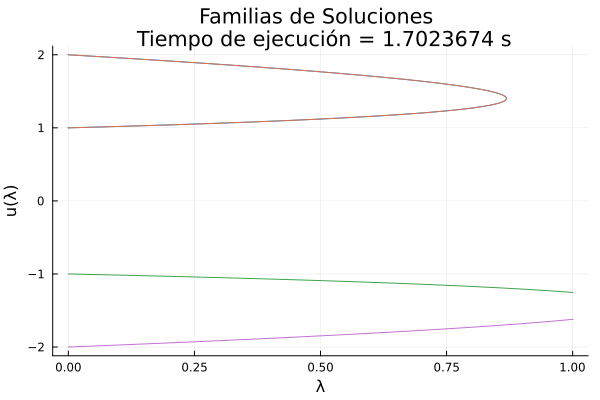 Familias de Soluciones
Tiempo de ejecución = 1.7023674 s
u(λ)
2
1
0
−1
−2
0.00
0.25
0.50
0.75
1.00
λ